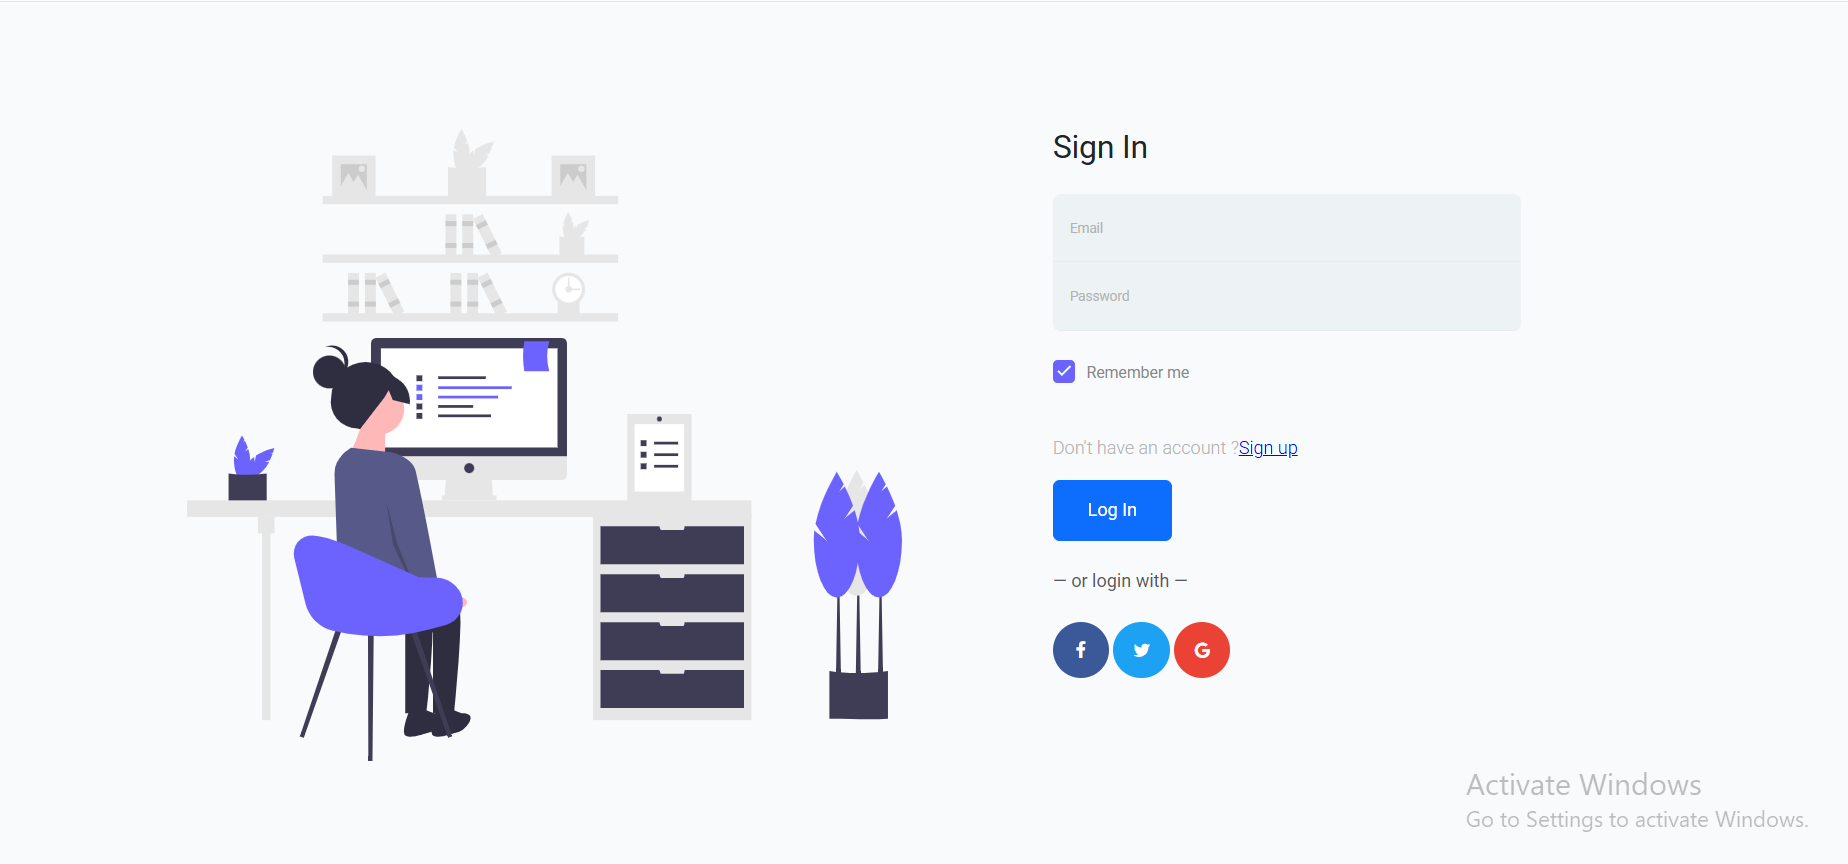 Sign In
Email
Password
Remember me
Don't have an account ?Sign up
Log In
— or login with —
Activate Windows
Go to Settings to activate Windows.